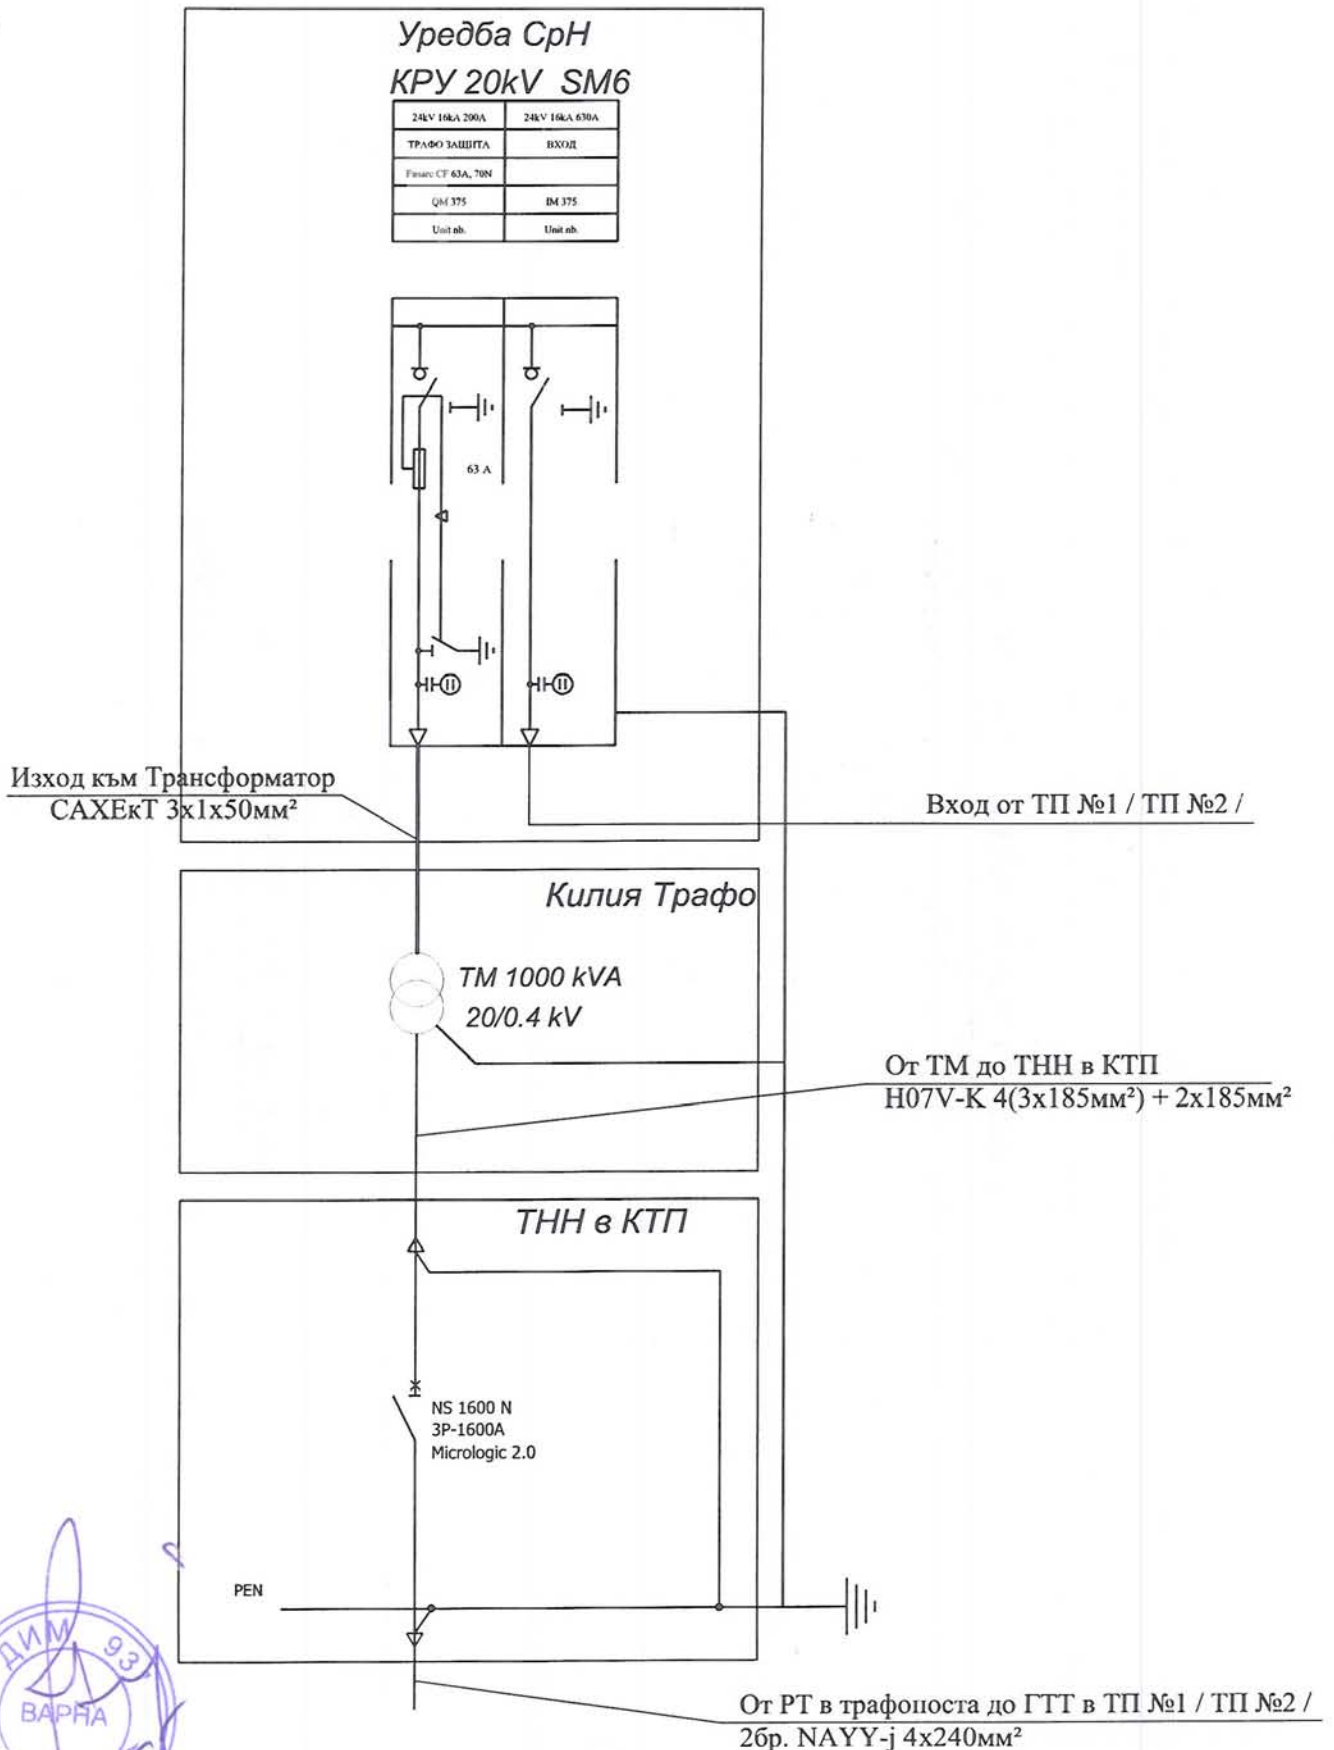 Уредба СрН
КРУ 20kV SM6
24kV 16kA 200A 24kV 16kA 630A
ТРАФО ЗАЩИТА ВХОД
CF 63A, 70N
QM 375 IM 375
Unit nb. Unit nb.
63 A
Изход към Трансформатор
САХЕкТ 3х1х50мм²
Вход от ТП №1 / ТП №2 /
Килия Трафо
ТМ 1000 kVA
20/0.4 kV
От ТМ до ТНН в КТП
H07V-K 4(3x185мм²) + 2x185мм²
ТНН в КТП
NS 1600 N
3P-1600A
Micrologic 2.0
PEN
ДИМ 93
ВАРНА
От РТ в трафопоста до ГТТ в ТП №1 / ТП №2 /
2бр. NAYY-j 4x240мм²